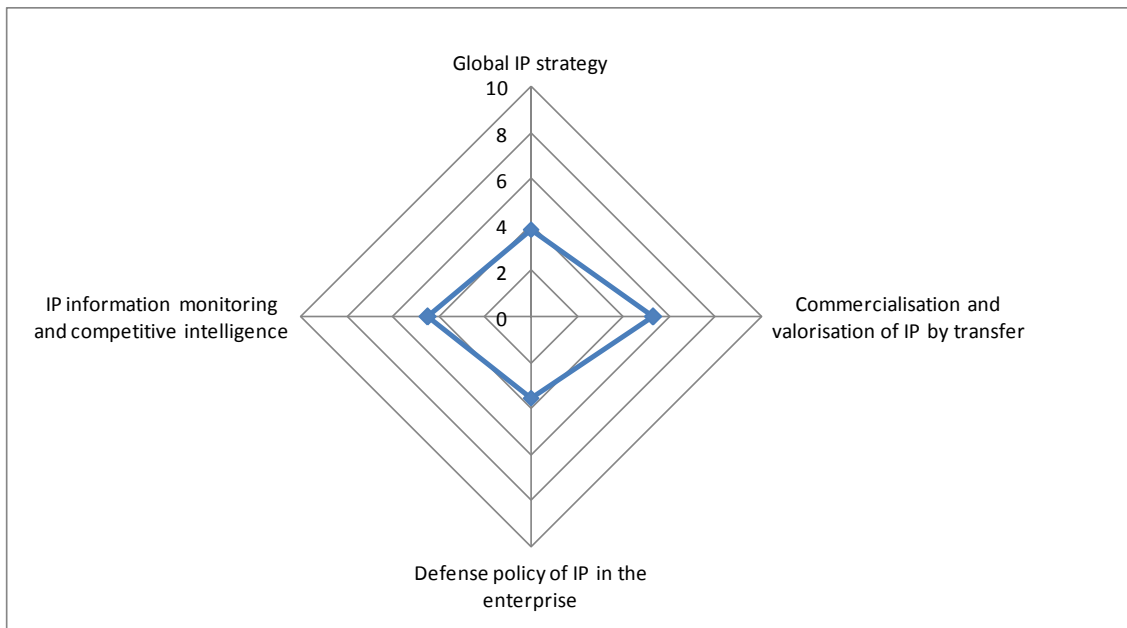 Global IP strategy
10
8
6
4
2
0
IP information monitoring
and competitive intelligence
Commercialisation and
valorisation of IP by transfer
Defense policy of IP in the
enterprise